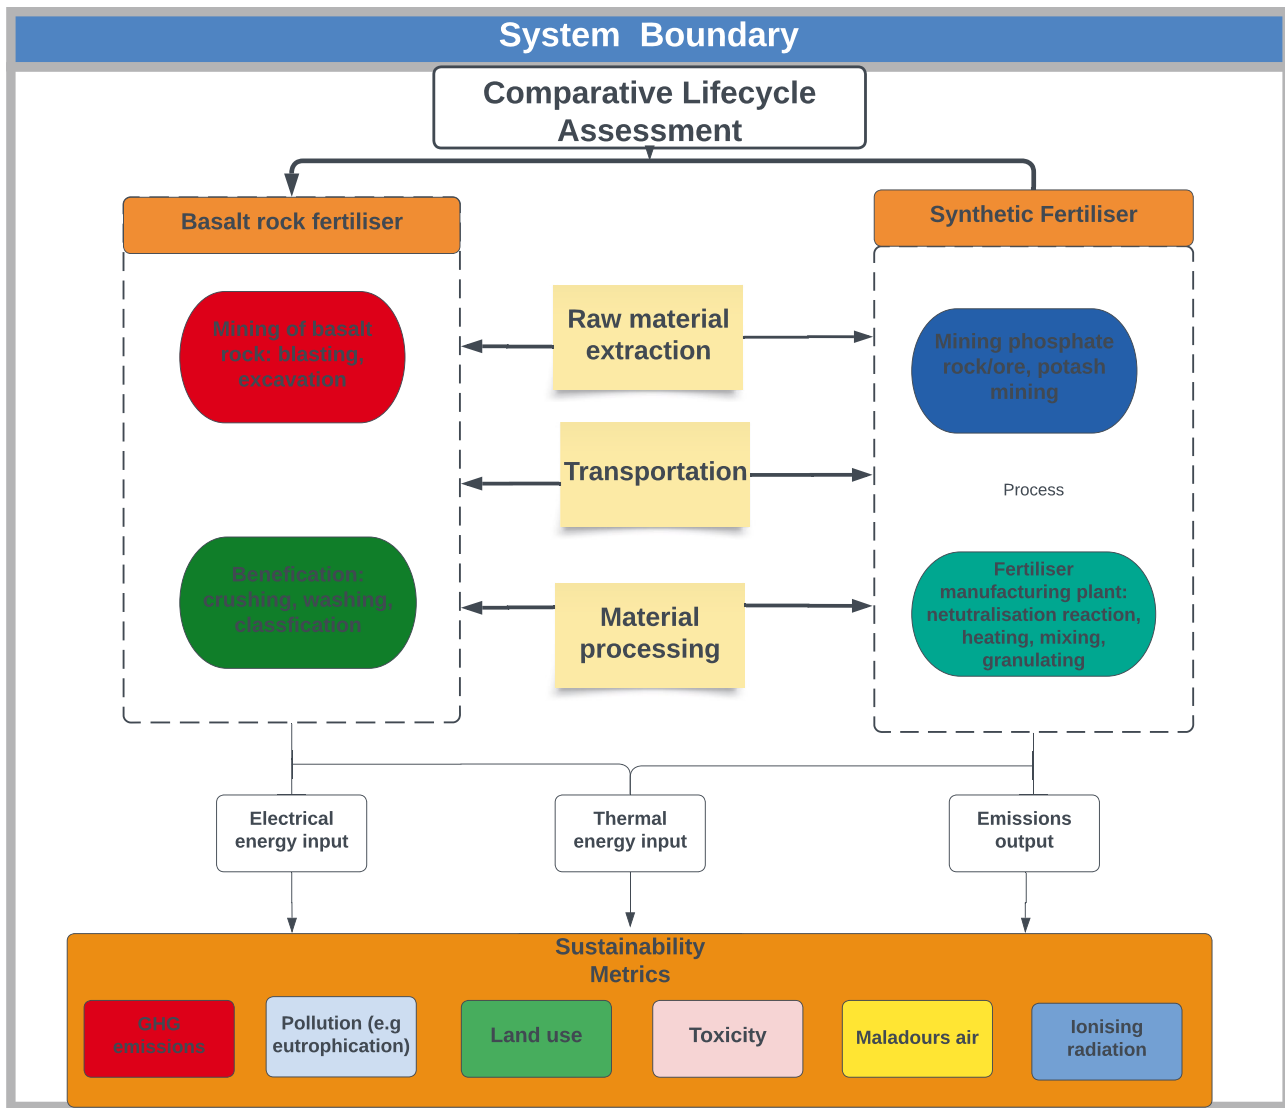 System  Boundary
Comparative Lifecycle
Assessment
Basalt rock fertiliser
Synthetic Fertiliser
Mining of basalt
rock: blasting,
excavation
Raw material
extraction
Mining phosphate
rock/ore, potash
mining
Transportation
Process
Benefication:
crushing, washing,
classfication
Material
processing
Fertiliser
manufacturing plant:
netutralisation reaction,
heating, mixing,
granulating
Electrical
energy input
Thermal
energy input
Emissions
output
Sustainability
Metrics
GHG
emissions
Pollution (e.g
eutrophication)
Land use
Toxicity
Maladours air
Ionising
radiation